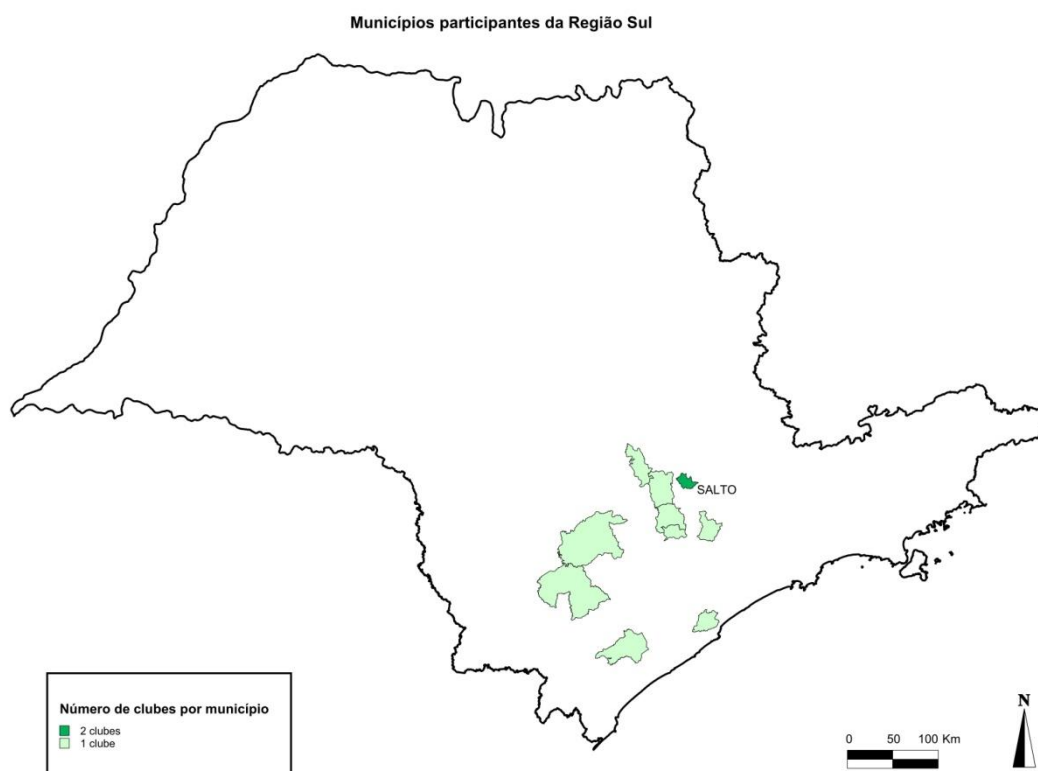 Municípios participantes da Região Sul
SALTO
Número de clubes por município
2 clubes
1 clube
0 50 100 Km
N